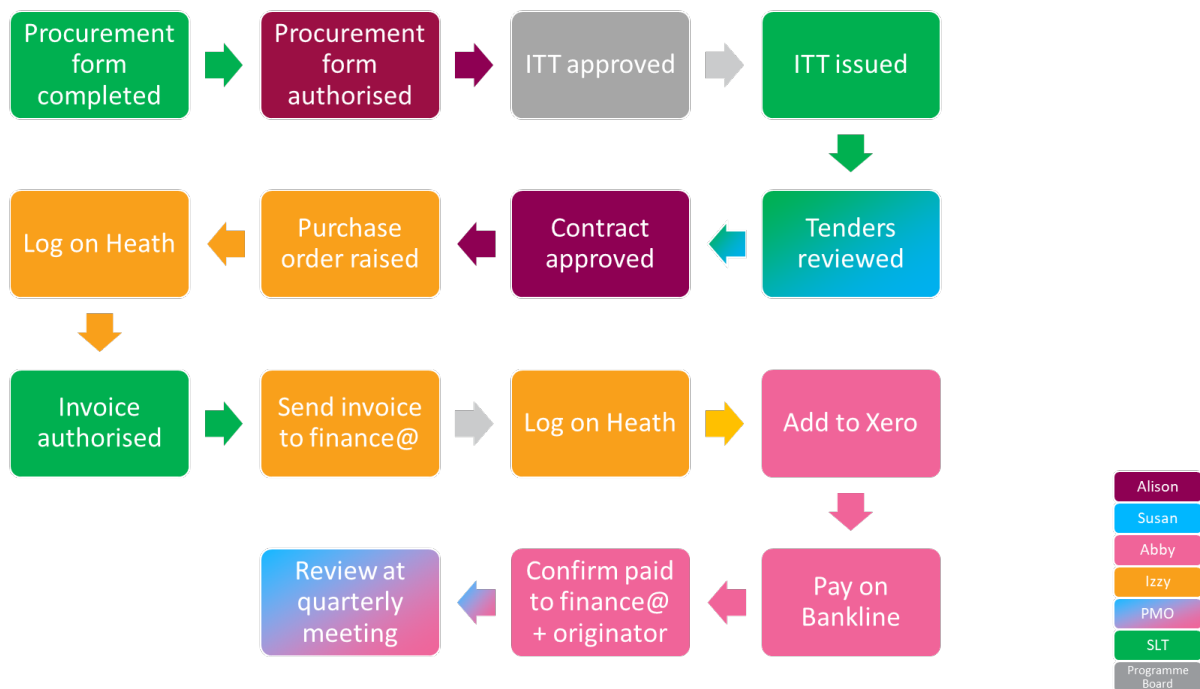 Procurement
form
completed
Procurement
form
authorised
ITT approved
ITT issued
Log on Heath
Purchase
order raised
Contract
approved
Tenders
reviewed
Invoice
authorised
Send invoice
to finance@
Log on Heath
Add to Xero
Review at
quarterly
meeting
Confirm paid
to finance@
+ originator
Pay on
Bankline
Alison
Susan
Abby
Izzy
PMO
SLT
Programme
Board